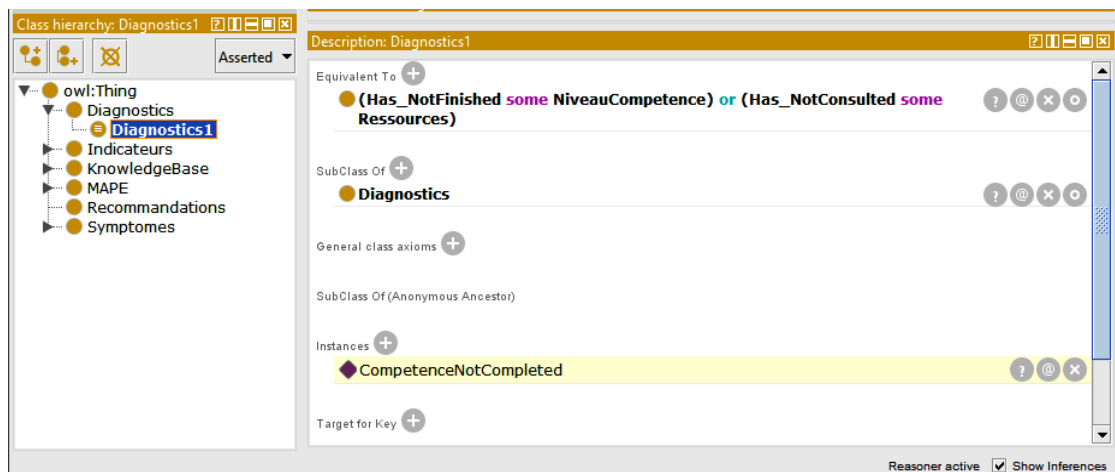 Class hierarchy: Diagnostics1
Asserted
owl:Thing
Diagnostics
Diagnostics1
Indicateurs
KnowledgeBase
MAPE
Recommandations
Symptomes
Description: Diagnostics1
Equivalent To
(Has_NotFinished some NiveauCompetence) or (Has_NotConsulted some
Ressources)
SubClass Of
Diagnostics
General class axioms
SubClass Of (Anonymous Ancestor)
Instances
CompetenceNotCompleted
Target for Key
Reasoner active Show Inferences